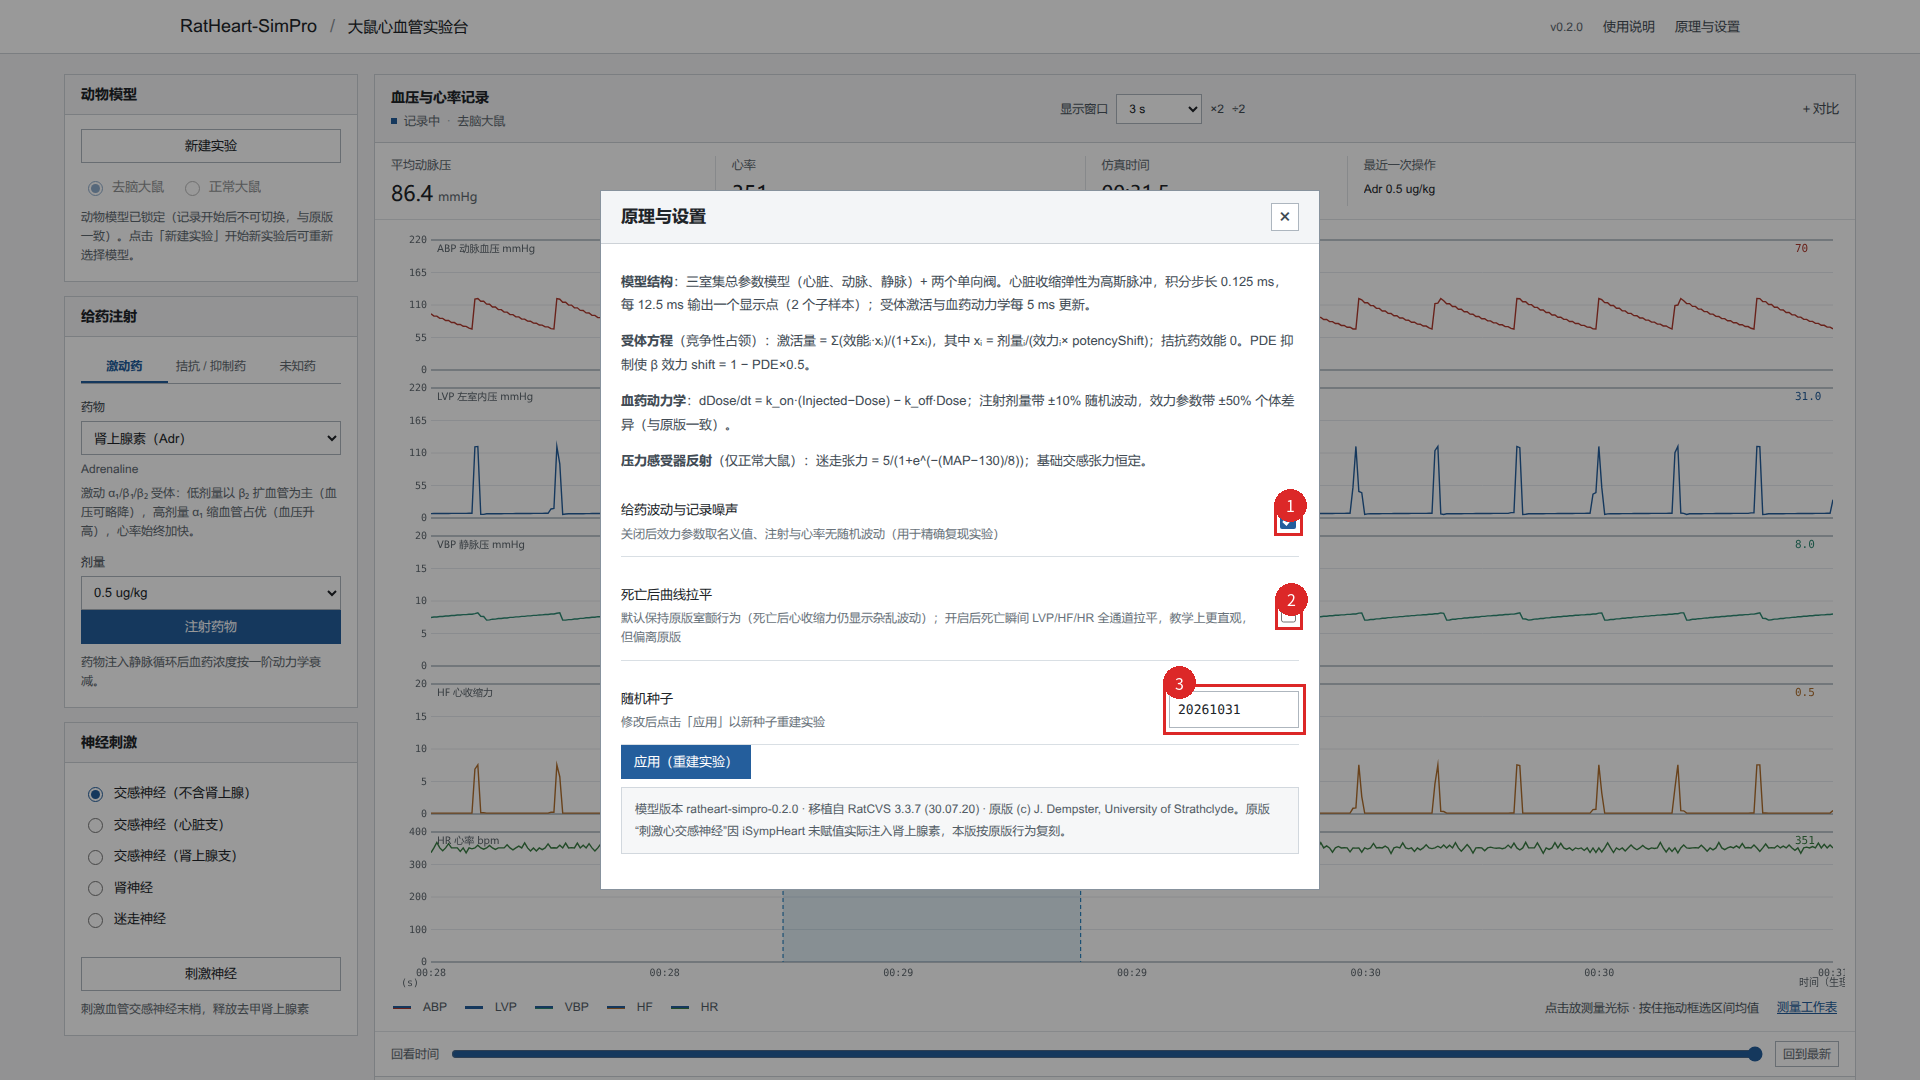 RatHeart-SimPro / 大鼠心血管实验台
v0.2.0 使用说明 原理与设置
动物模型
新建实验
去脑大鼠 正常大鼠
动物模型已锁定（记录开始后不可切换，与原版
一致）。点击「新建实验」开始新实验后可重新
选择模型。
给药注射
激动药 拮抗 / 抑制药 未知药
药物
肾上腺素（Adr）
Adrenaline
激动 α₁/β₁/β₂ 受体：低剂量以 β₂ 扩血管为主（血
压可略降），高剂量 α₁ 缩血管占优（血压升
高），心率始终加快。
剂量
0.5 ug/kg
注射药物
药物注入静脉循环后血药浓度按一阶动力学衰
减。
神经刺激
交感神经（不含肾上腺）
交感神经（心脏支）
交感神经（肾上腺支）
肾神经
迷走神经
刺激神经
刺激血管交感神经末梢，释放去甲肾上腺素
血压与心率记录
记录中 · 去脑大鼠
显示窗口 3 s ×2 ÷2
+ 对比
平均动脉压
86.4 mmHg
心率
351
仿真时间
00:31.5
最近一次操作
Adr 0.5 ug/kg
220
ABP 动脉血压 mmHg
70
165
110
55
0
220
LVP 左室内压 mmHg
31.0
165
110
55
0
20
VBP 静脉压 mmHg
8.0
15
10
5
0
20
HF 心收缩力
0.5
15
10
5
0
400
HR 心率 bpm
351
300
200
100
0
00:28 00:28 00:29 00:29 00:30 00:30 00:31
(s)
时间（生理
ABP LVP VBP HF HR
点击放测量光标 · 按住拖动框选区间均值 测量工作表
回看时间
回到最新
原理与设置
×
模型结构：三室集总参数模型（心脏、动脉、静脉）+ 两个单向阀。心脏收缩弹性为高斯脉冲，积分步长 0.125 ms，
每 12.5 ms 输出一个显示点（2 个子样本）；受体激活与血药动力学每 5 ms 更新。
受体方程（竞争性占领）：激活量 = Σ(效能ᵢ·xᵢ)/(1+Σxᵢ)，其中 xᵢ = 剂量ᵢ/(效力ᵢ× potencyShift)；拮抗药效能 0。PDE 抑
制使 β 效力 shift = 1 − PDE×0.5。
血药动力学：dDose/dt = k_on·(Injected−Dose) − k_off·Dose；注射剂量带 ±10% 随机波动，效力参数带 ±50% 个体差
异（与原版一致）。
压力感受器反射（仅正常大鼠）：迷走张力 = 5/(1+e^(−(MAP−130)/8))；基础交感张力恒定。
给药波动与记录噪声
关闭后效力参数取名义值、注射与心率无随机波动（用于精确复现实验）
1
死亡后曲线拉平
默认保持原版室颤行为（死亡后心收缩力仍显示杂乱波动）；开启后死亡瞬间 LVP/HF/HR 全通道拉平，教学上更直观，
但偏离原版
2
随机种子
修改后点击「应用」以新种子重建实验
3
20261031
应用（重建实验）
模型版本 ratheart-simpro-0.2.0 · 移植自 RatCVS 3.3.7 (30.07.20) · 原版 (c) J. Dempster, University of Strathclyde。原版
“刺激心交感神经”因 iSympHeart 未赋值实际注入肾上腺素，本版按原版行为复刻。